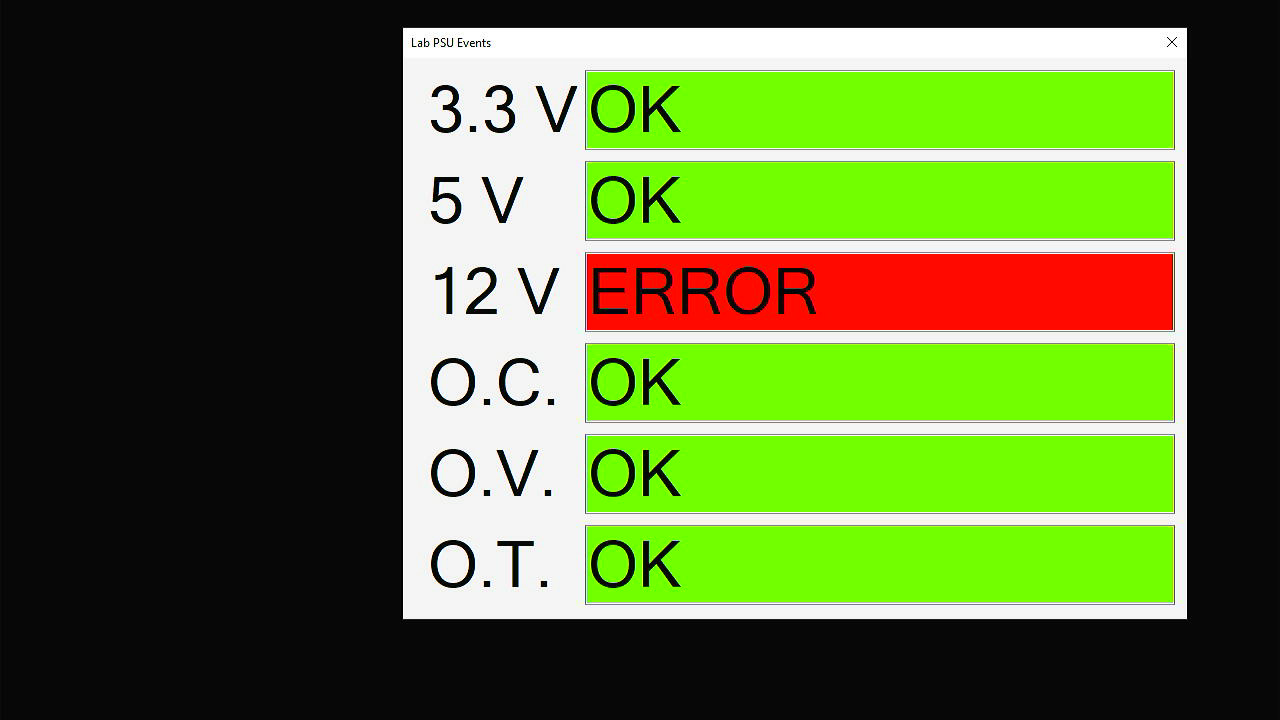 Lab PSU Events
3.3 V OK
5 V OK
12 V ERROR
O.C. OK
O.V. OK
O.T. OK